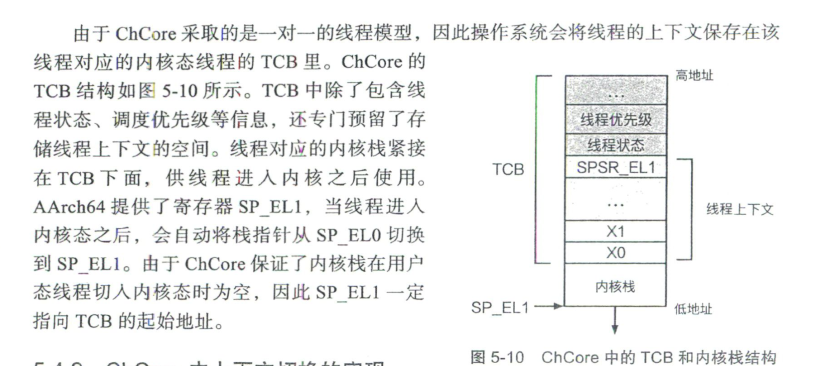 由于 ChCore 采取的是一对一的线程模型，因此操作系统会将线程的上下文保存在该
线程对应的内核态线程的 TCB 里。ChCore 的
TCB 结构如图 5-10 所示。TCB 中除了包含线
程状态、调度优先级等信息，还专门预留了存
储线程上下文的空间。线程对应的内核栈紧接
在 TCB 下面，供线程进入内核之后使用。
AArch64 提供了寄存器 SP_EL1，当线程进入
内核态之后，会自动将栈指针从 SP_EL0 切换
到 SP_EL1。由于 ChCore 保证了内核栈在用户
态线程切入内核态时为空，因此 SP_EL1 一定
指向 TCB 的起始地址。
高地址
…
线程优先级
线程状态
TCB
SPSR_EL1
…
线程上下文
X1
X0
内核栈
SP_EL1
低地址
图 5-10 ChCore 中的 TCB 和内核栈结构